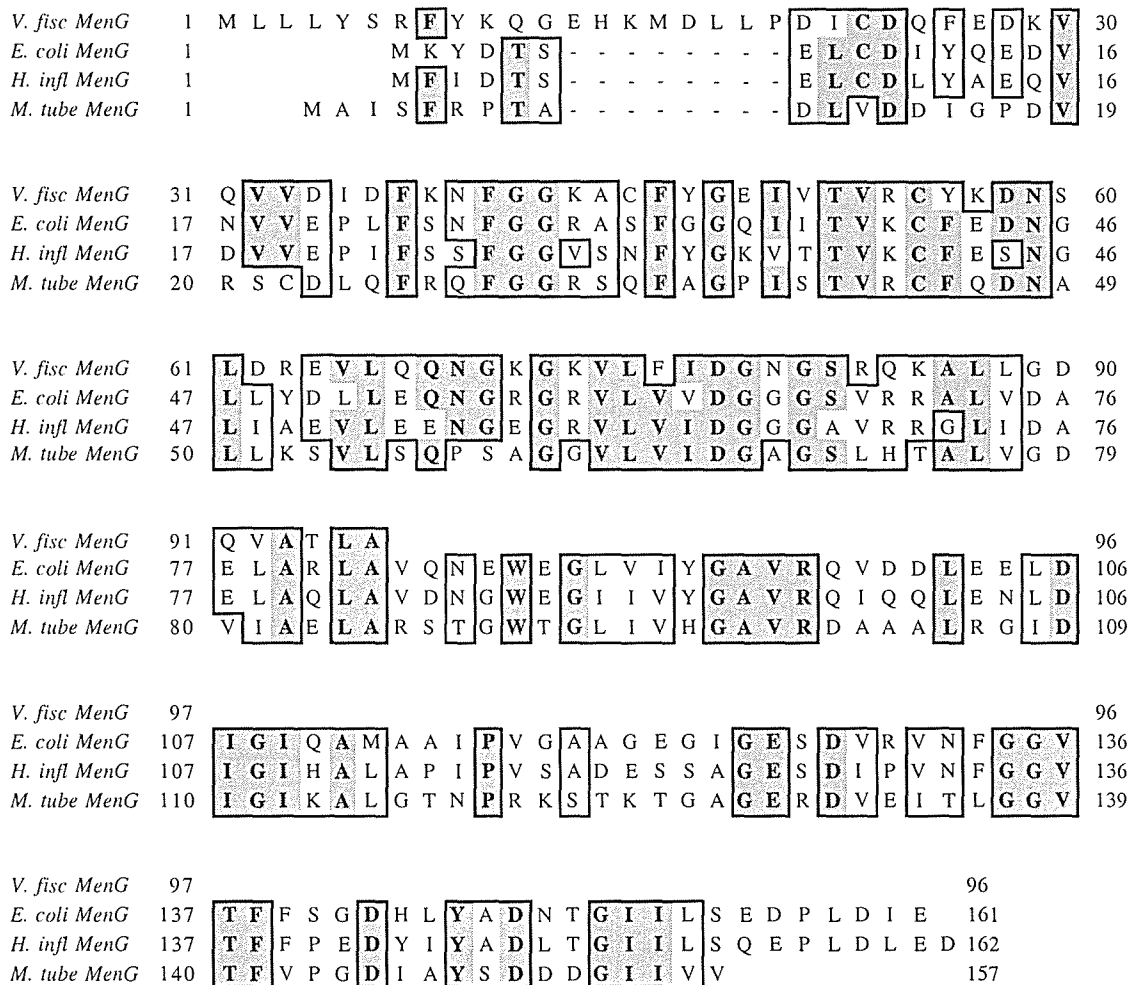 V. fisc MenG 1 M L L L Y S R F Y K Q G E H K M D L L P D I C D Q F E D K V 30
E. coli MenG 1 M K Y D T S - - - - - - - - E L C D I Y Q E D V 16
H. infl MenG 1 M F I D T S - - - - - - - - E L C D L Y A E Q V 16
M. tube MenG 1 M A I S F R P T A - - - - - - - - D L V D D I G P D V 19
V. fisc MenG 31 Q V V D I D F K N F G G K A C F Y G E I V T V R C Y K D N S 60
E. coli MenG 17 N V V E P L F S N F G G R A S F G G Q I I T V K C F E D N G 46
H. infl MenG 17 D V V E P I F S S F G G V S N F Y G K V T T V K C F E S N G 46
M. tube MenG 20 R S C D L Q F R Q F G G R S Q F A G P I S T V R C F Q D N A 49
V. fisc MenG 61 L D R E V L Q Q N G K G K V L F I D G N G S R Q K A L L G D 90
E. coli MenG 47 L L Y D L L E Q N G R G R V L V V D G G G S V R R A L V D A 76
H. infl MenG 47 L I A E V L E E N G E G R V L V I D G G G A V R R G L I D A 76
M. tube MenG 50 L L K S V L S Q P S A G G V L V I D G A G S L H T A L V G D 79
V. fisc MenG 91 Q V A T L A 96
E. coli MenG 77 E L A R L A V Q N E W E G L V I Y G A V R Q V D D L E E L D 106
H. infl MenG 77 E L A Q L A V D N G W E G I I V Y G A V R Q I Q Q L E N L D 106
M. tube MenG 80 V I A E L A R S T G W T G L I V H G A V R D A A A L R G I D 109
V. fisc MenG 97 96
E. coli MenG 107 I G I Q A M A A I P V G A A G E G I G E S D V R V N F G G V 136
H. infl MenG 107 I G I H A L A P I P V S A D E S S A G E S D I P V N F G G V 136
M. tube MenG 110 I G I K A L G T N P R K S T K T G A G E R D V E I T L G G V 139
V. fisc MenG 97 96
E. coli MenG 137 T F F S G D H L Y A D N T G I I L S E D P L D I E 161
H. infl MenG 137 T F F P E D Y I Y A D L T G I I L S Q E P L D L E D 162
M. tube MenG 140 T F V P G D I A Y S D D D G I I V V 157